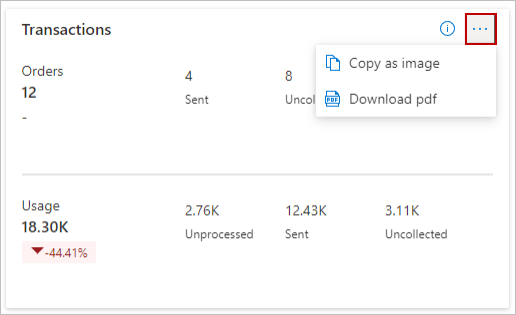 Transactions
Copy as image
Download pdf
Orders
12
-
4
Sent
8
Usage
18.30K
-44.41%
2.76K
Unprocessed
12.43K
Sent
3.11K
Uncollected